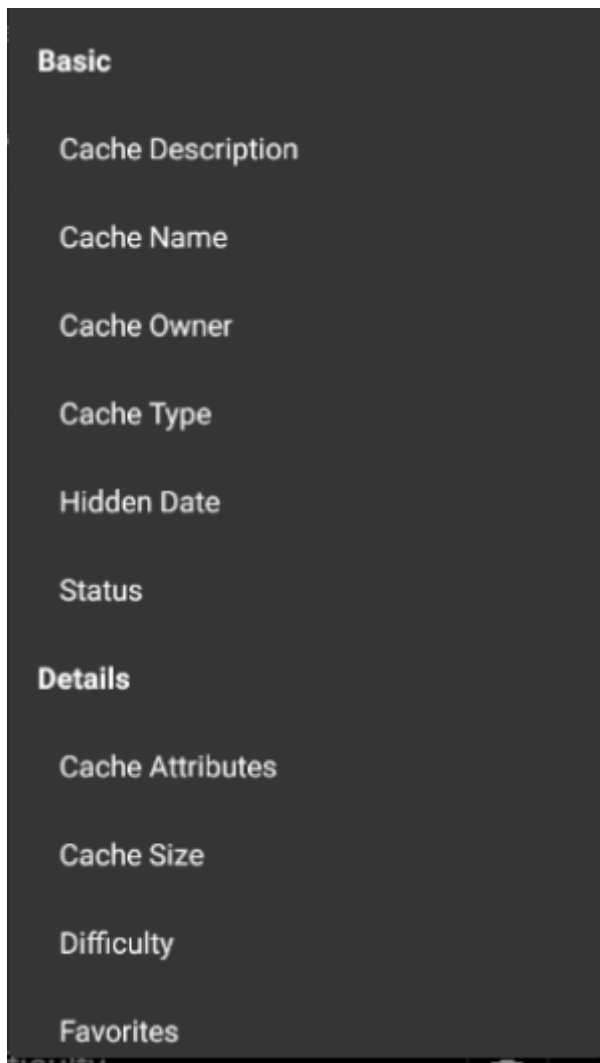 Basic
Cache Description
Cache Name
Cache Owner
Cache Type
Hidden Date
Status
Details
Cache Attributes
Cache Size
Difficulty
Favorites